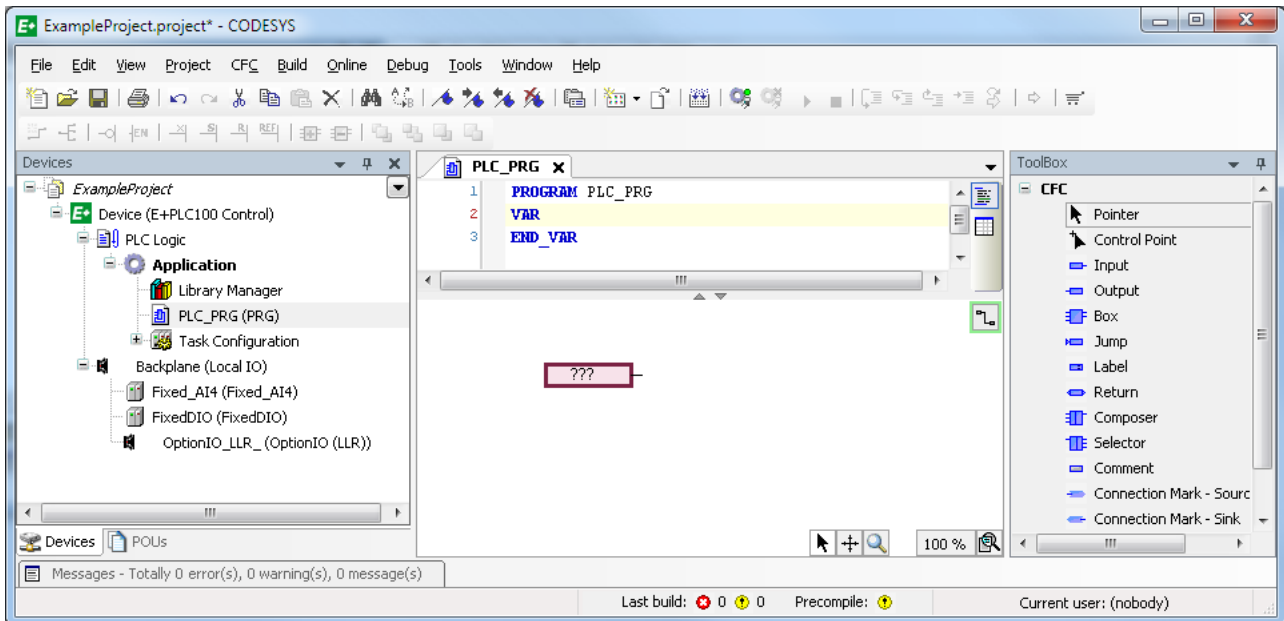 ExampleProject.project* - CODESYS
File Edit View Project CFC Build Online Debug Tools Window Help
EN REF
Devices
ExampleProject
Device (E+PLC100 Control)
PLC Logic
Application
Library Manager
PLC_PRG (PRG)
Task Configuration
Backplane (Local IO)
Fixed_AI4 (Fixed_AI4)
FixedDIO (FixedDIO)
OptionIO_LLR_ (OptionIO (LLR))
Devices POUs
PLC_PRG X
1 PROGRAM PLC_PRG
2 VAR
3 END_VAR
???
100 %
ToolBox
CFC
Pointer
Control Point
Input
Output
Box
Jump
Label
Return
Composer
Selector
Comment
Connection Mark - Sourc
Connection Mark - Sink
Messages - Totally 0 error(s), 0 warning(s), 0 message(s)
Last build: 0 0 Precompile: Current user: (nobody)